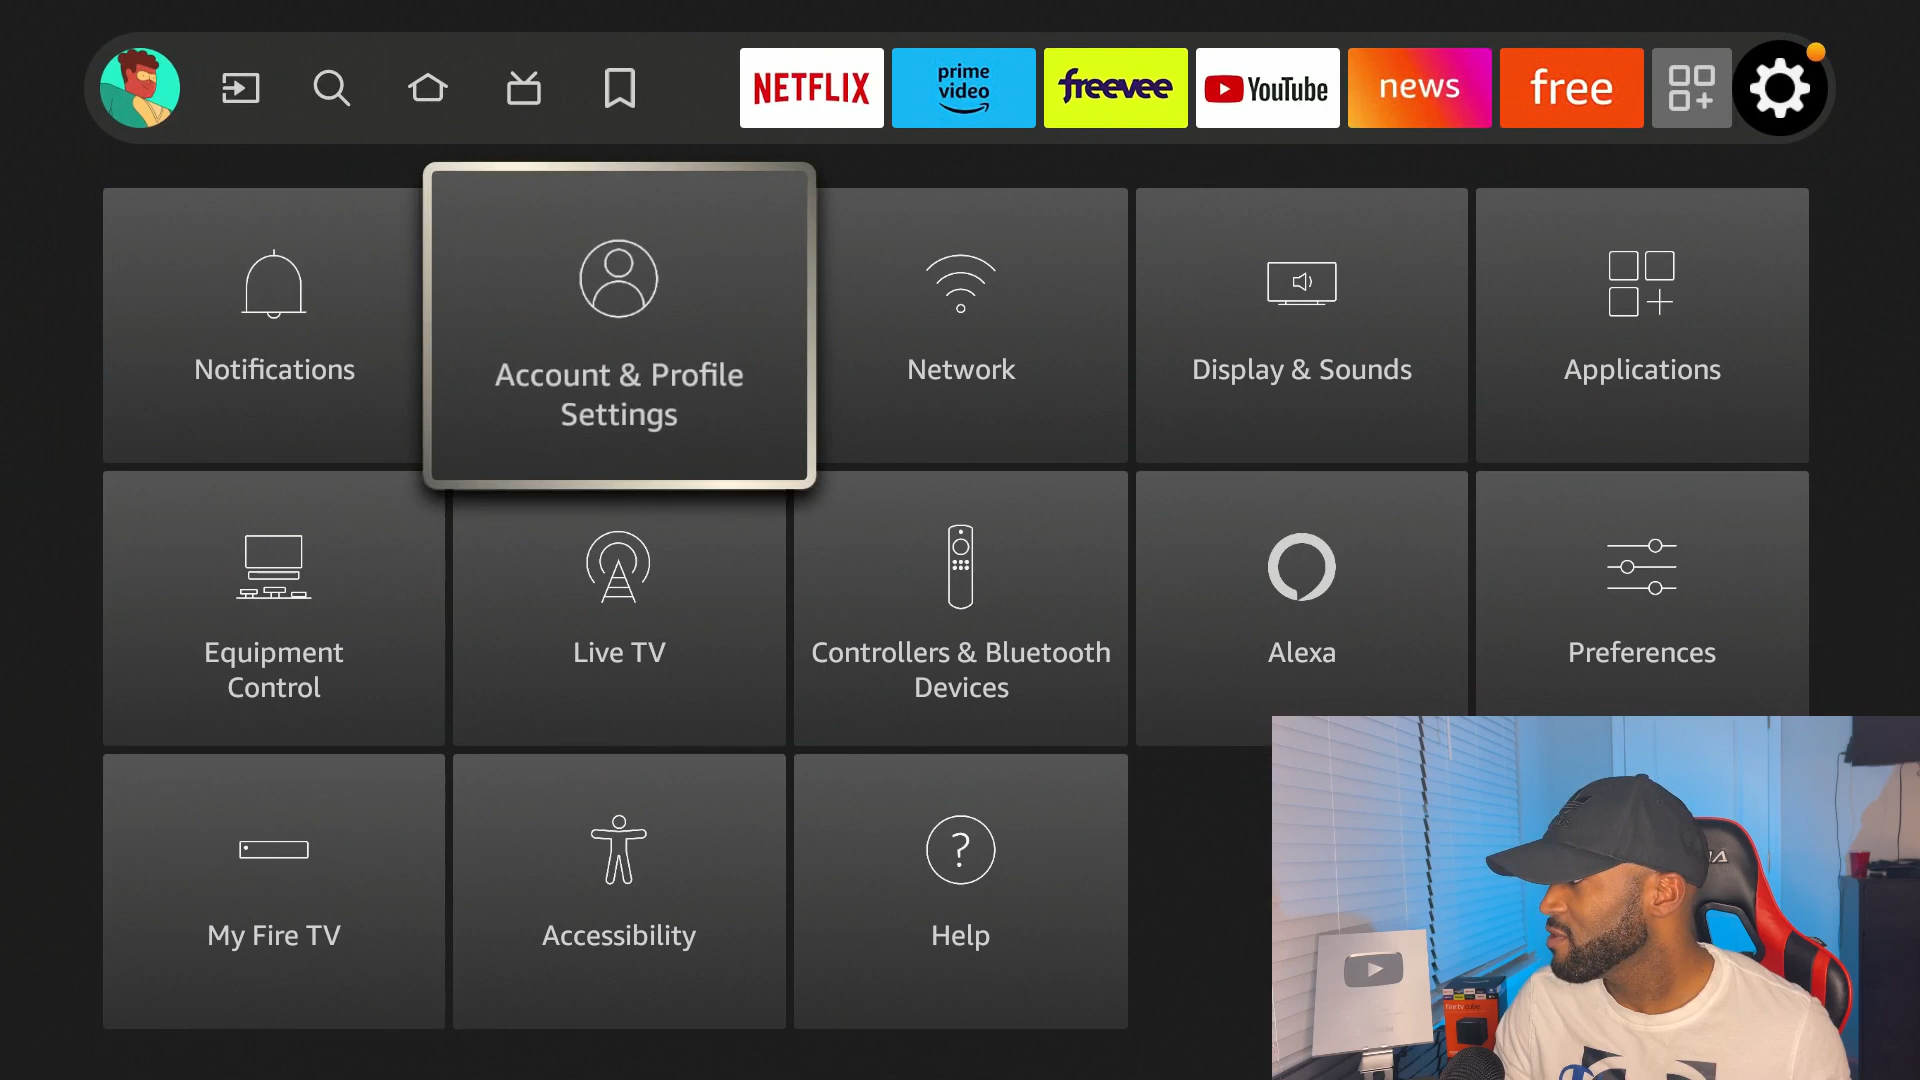 NETFLIX
prime
video
freevee
YouTube
news
free
Notifications
Account & Profile
Settings
Network
Display & Sounds
Applications
Equipment
Control
Live TV
Controllers & Bluetooth
Devices
Alexa
Preferences
My Fire TV
Accessibility
Help
?